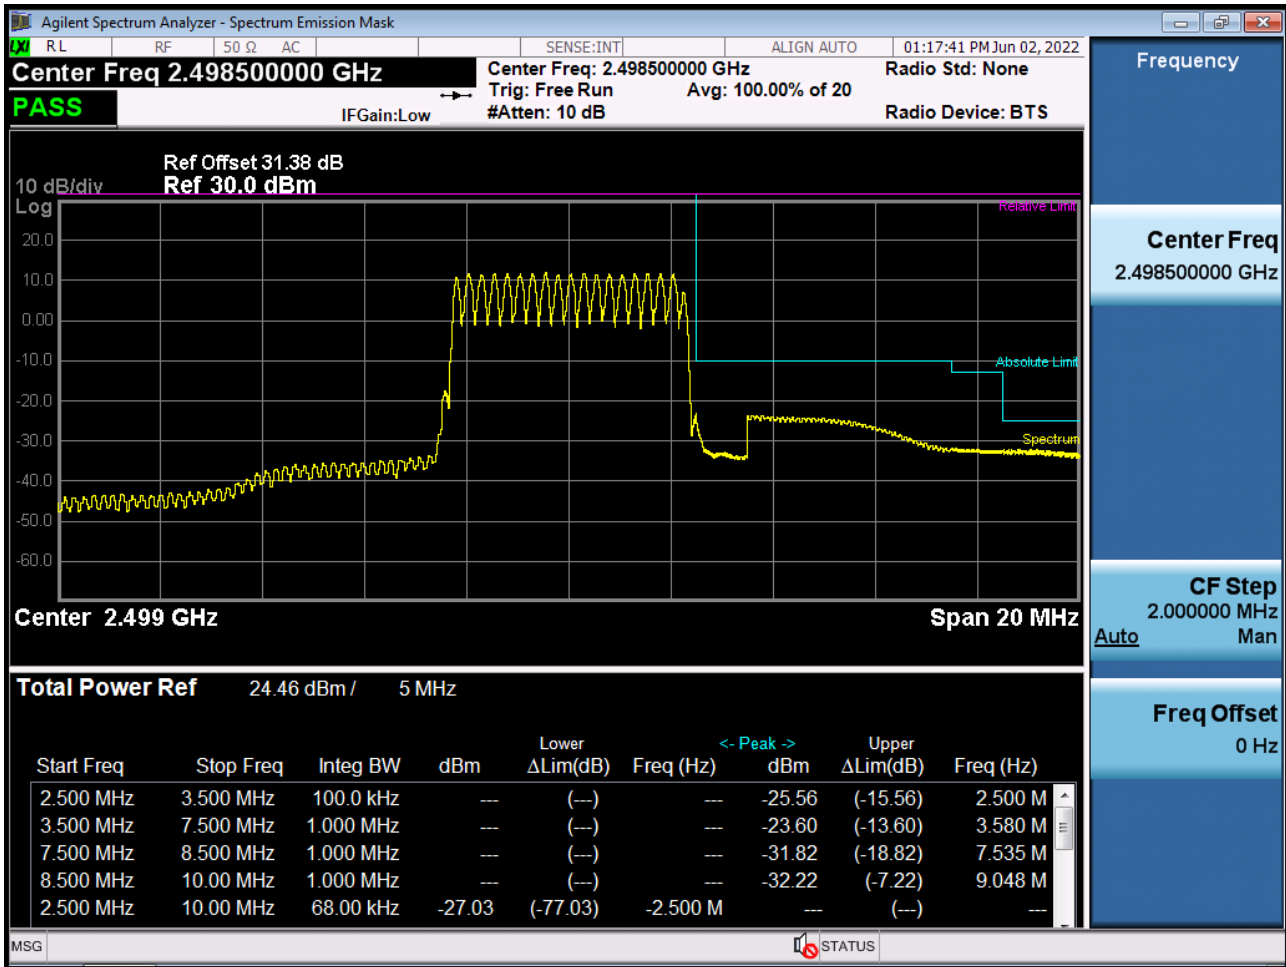 Agilent Spectrum Analyzer - Spectrum Emission Mask
LXI RL RF 50 Ω AC SENSE:INT ALIGN AUTO 01:17:41 PM Jun 02, 2022
Center Freq 2.498500000 GHz
Center Freq: 2.498500000 GHz
Radio Std: None
Trig: Free Run
Avg: 100.00% of 20
PASS
IFGain:Low
#Atten: 10 dB
Radio Device: BTS
Ref Offset 31.38 dB
10 dB/div
Ref 30.0 dBm
Log
Relative Limit
20.0
10.0
0.00
-10.0
Absolute Limit
-20.0
-30.0
Spectrum
-40.0
-50.0
-60.0
Center 2.499 GHz
Span 20 MHz
Total Power Ref 24.46 dBm / 5 MHz
Lower <- Peak -> Upper
Start Freq Stop Freq Integ BW dBm ΔLim(dB) Freq (Hz) dBm ΔLim(dB) Freq (Hz)
2.500 MHz 3.500 MHz 100.0 kHz --- (---) --- -25.56 (-15.56) 2.500 M
3.500 MHz 7.500 MHz 1.000 MHz --- (---) --- -23.60 (-13.60) 3.580 M
7.500 MHz 8.500 MHz 1.000 MHz --- (---) --- -31.82 (-18.82) 7.535 M
8.500 MHz 10.00 MHz 1.000 MHz --- (---) --- -32.22 (-7.22) 9.048 M
2.500 MHz 10.00 MHz 68.00 kHz -27.03 (-77.03) -2.500 M --- (---) ---
MSG
STATUS
Frequency
Center Freq
2.498500000 GHz
CF Step
2.000000 MHz
Auto Man
Freq Offset
0 Hz